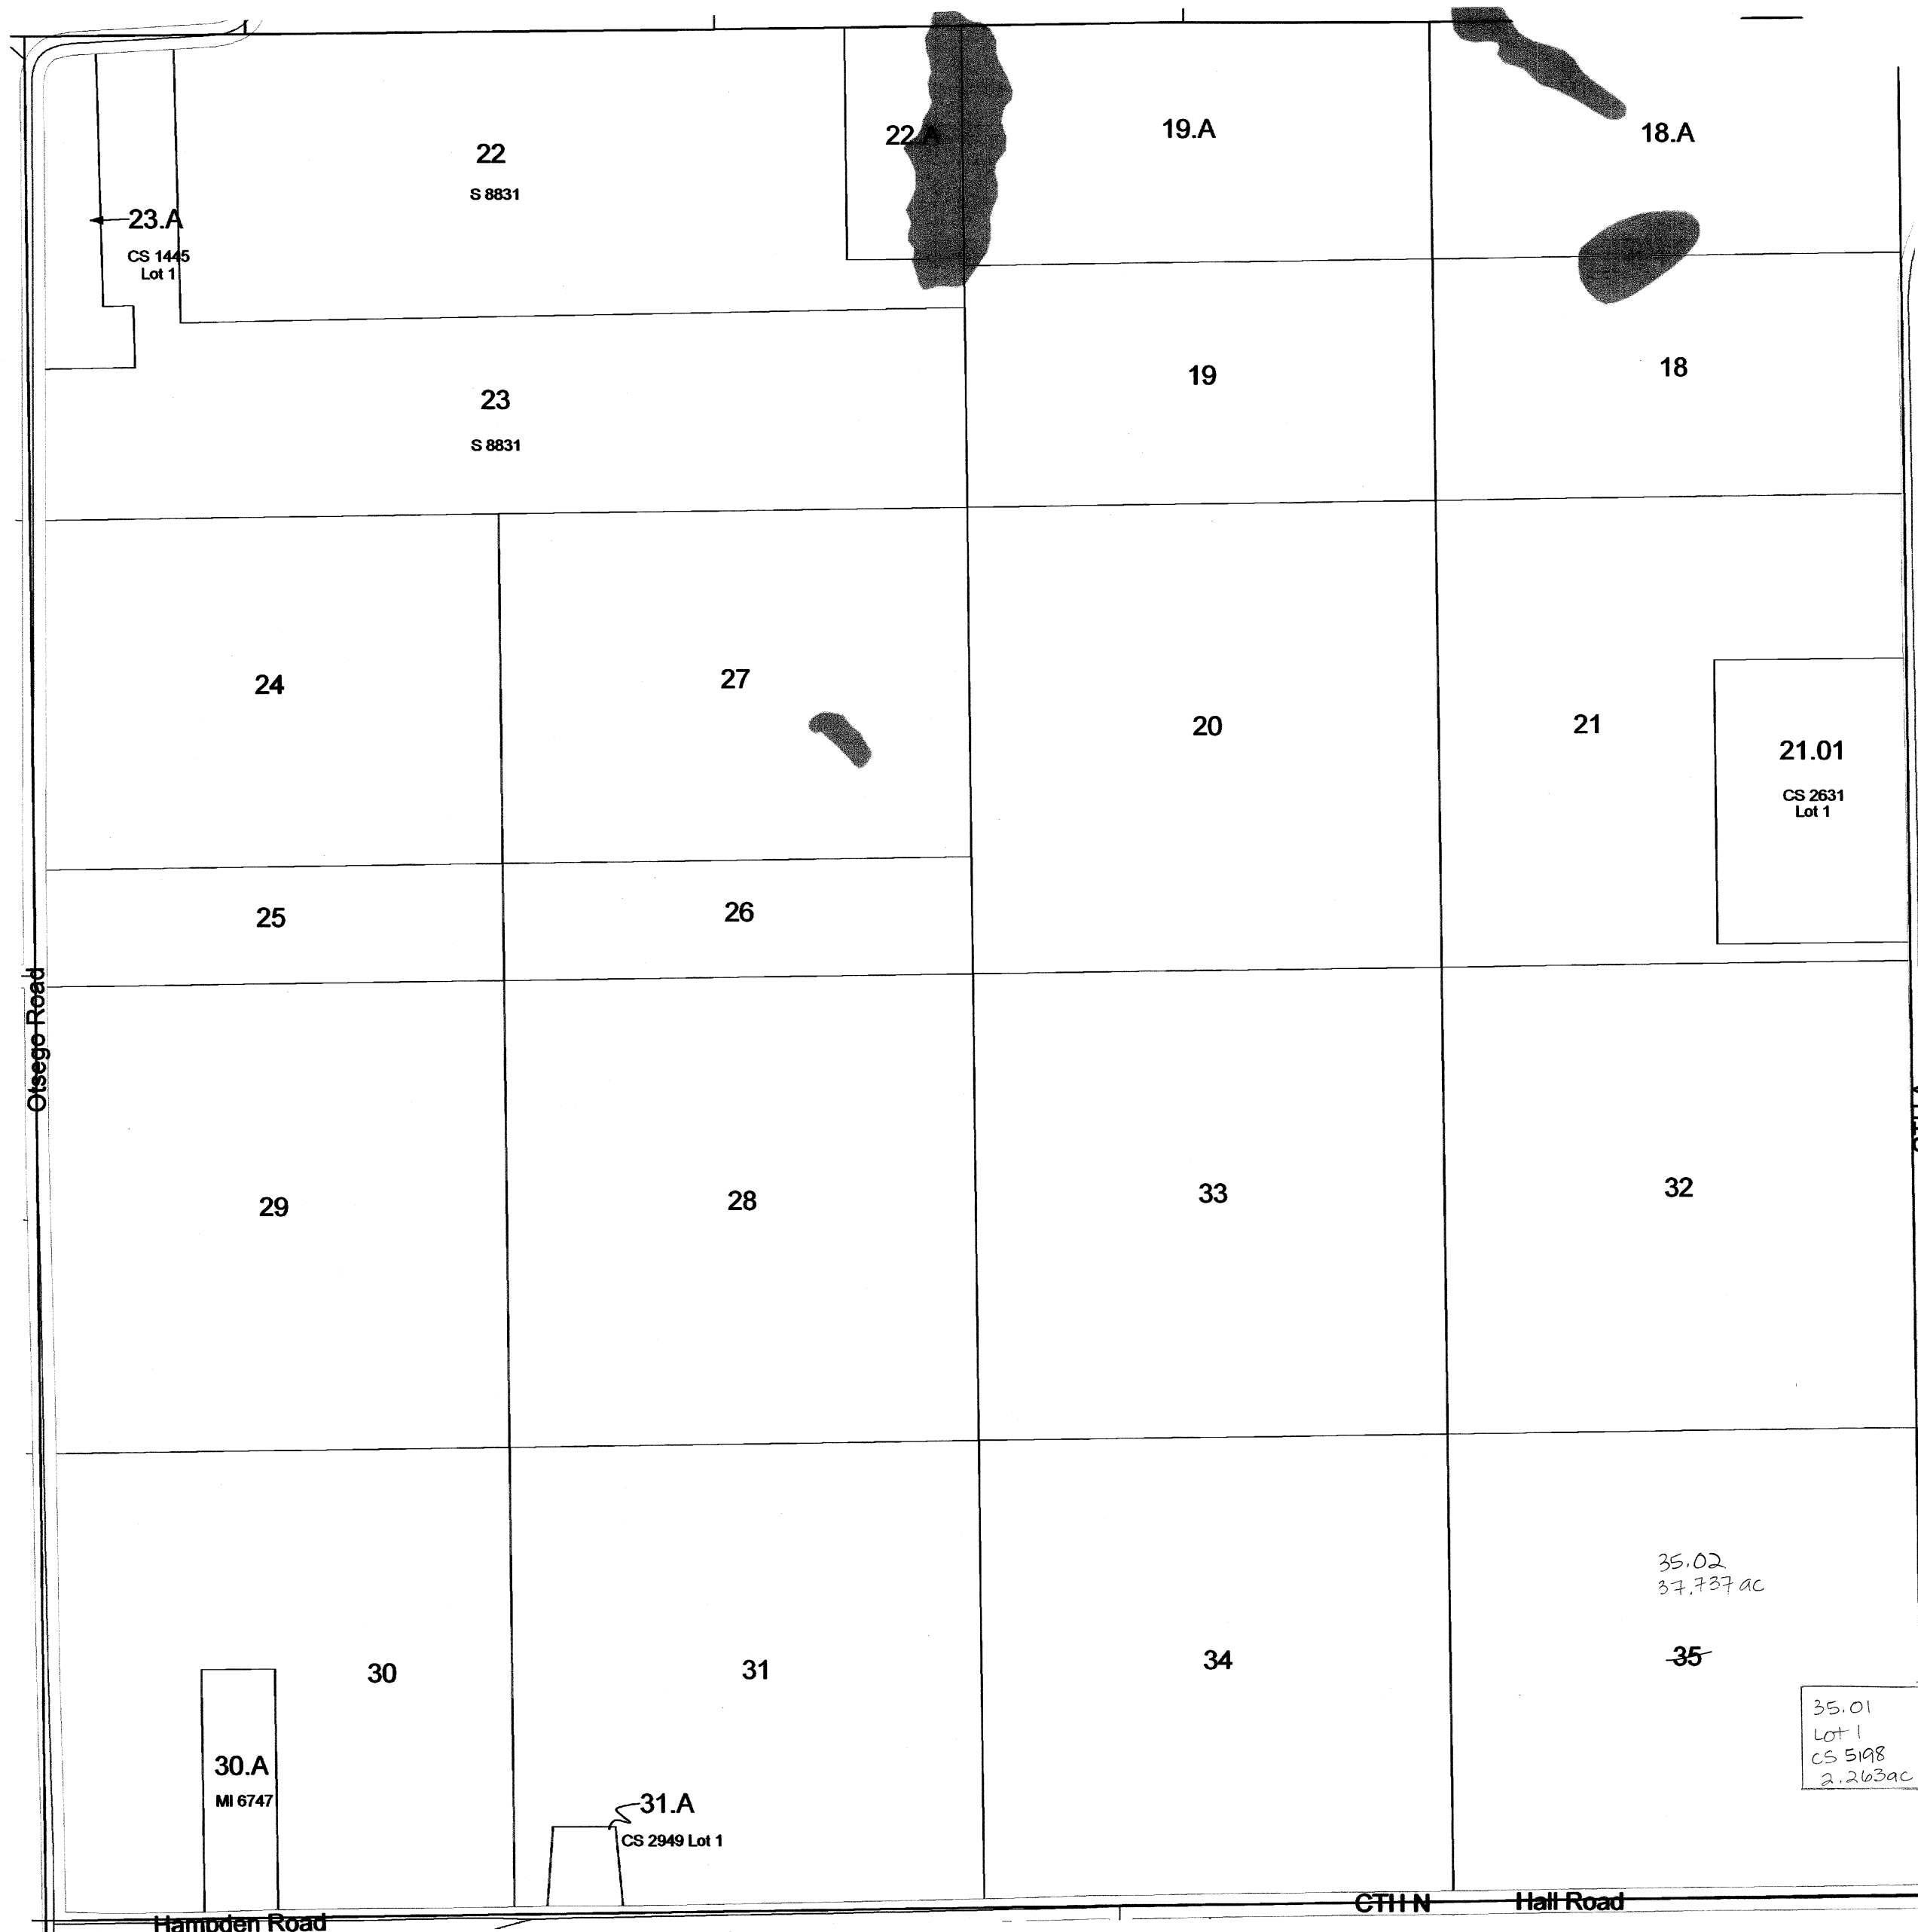 22
S 8831
22.A
19.A
18.A
23.A
CS 1445
Lot 1
23
S 8831
19
18
24
27
20
21
21.01
CS 2631
Lot 1
25
26
Otsego Road
29
28
33
32
35.02
37.737 ac
30
31
34
35
35.01
Lot 1
CS 5198
2.263ac
30.A
MI 6747
31.A
CS 2949 Lot 1
CTH N
Hall Road
Hampden Road